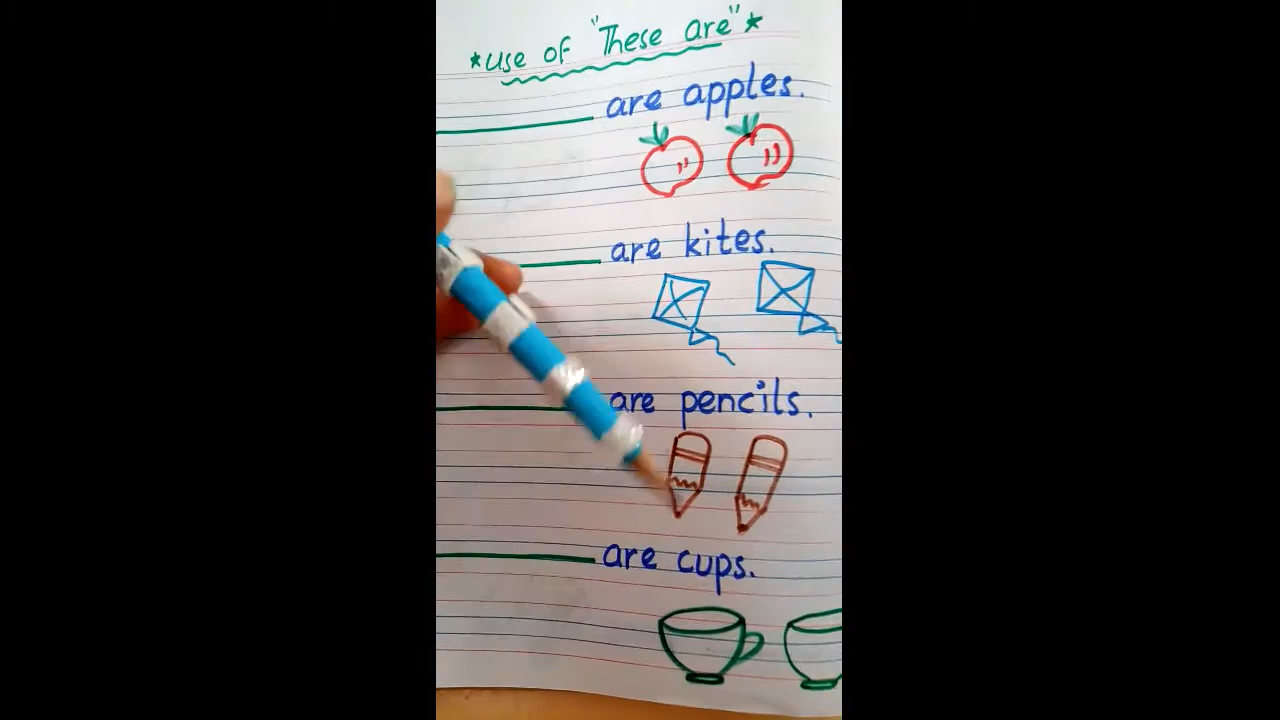 *Use of "These are"*
are apples.
are kites.
are pencils.
are cups.